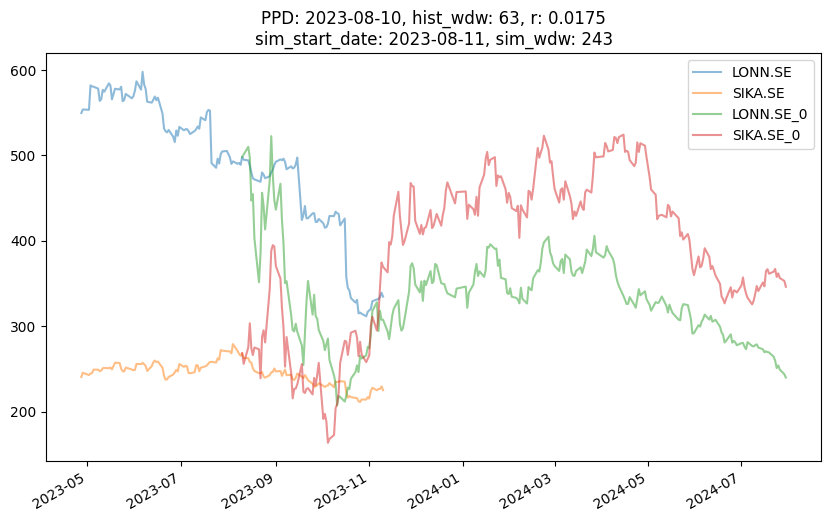 PPD: 2023-08-10, hist_wdw: 63, r: 0.0175
sim_start_date: 2023-08-11, sim_wdw: 243
LONN.SE
SIKA.SE
LONN.SE_0
SIKA.SE_0
600
500
400
300
200
2023-05
2023-07
2023-09
2023-11
2024-01
2024-03
2024-05
2024-07